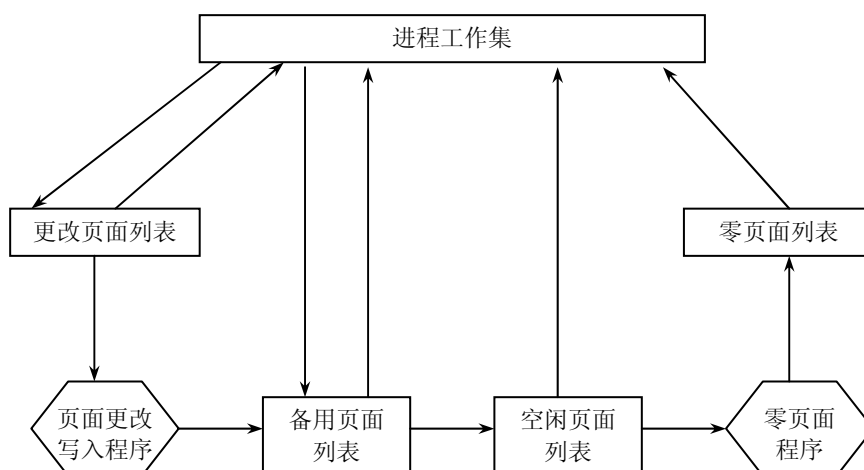 进程工作集
更改页面列表
零页面列表
页面更改
写入程序
备用页面
列表
空闲页面
列表
零页面
程序